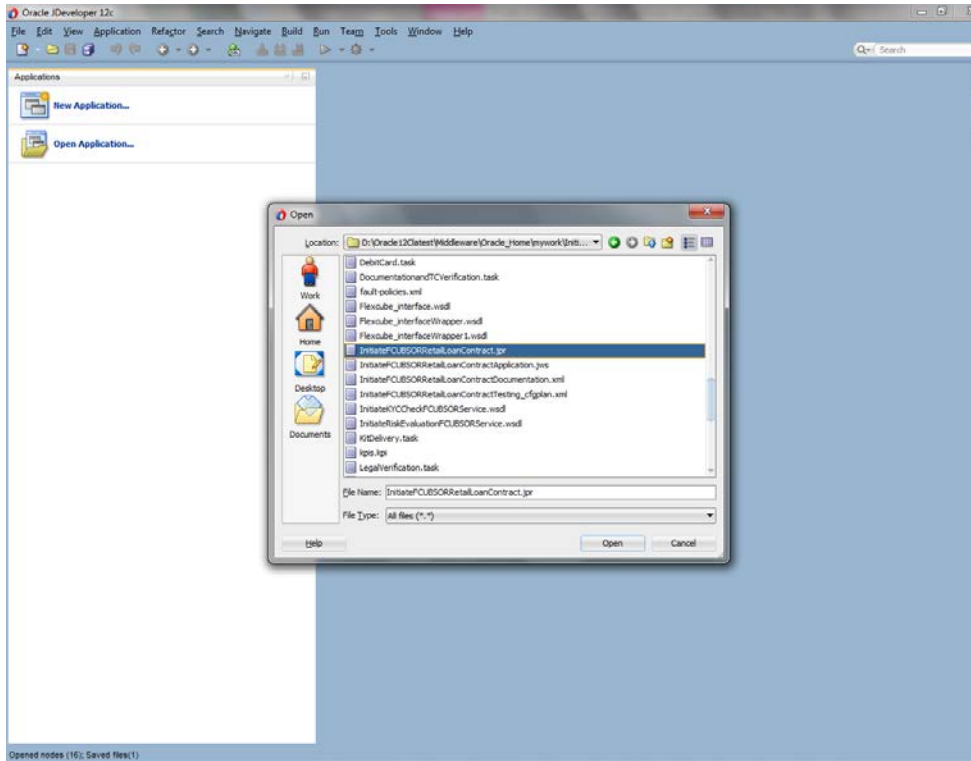 Oracle JDeveloper 12c
File Edit View Application Refactor Search Navigate Build Run Team Tools Window Help
Search
Applications
New Application...
Open Application...
Open
Location: D:\Oracle12Clatest\Middleware\Oracle_Home\mywork\Initi...
Work
Home
Desktop
Documents
DebitCard.task
DocumentationandTCVerification.task
fault-policies.xml
Flexcube_interface.wsdl
Flexcube_interfaceWrapper.wsdl
Flexcube_interfaceWrapper1.wsdl
InitiateFCUBSORRetailLoanContract.jpr
InitiateFCUBSORRetailLoanContractApplication.jws
InitiateFCUBSORRetailLoanContractDocumentation.xml
InitiateFCUBSORRetailLoanContractTesting_cfgplan.xml
InitiateKYCCheckFCUBSORService.wsdl
InitiateRiskEvaluationFCUBSORService.wsdl
KitDelivery.task
kpis.kpi
LegalVerification.task
File Name: InitiateFCUBSORRetailLoanContract.jpr
File Type: All files (*.*)
Help Open Cancel
Opened nodes (16); Saved files(1)